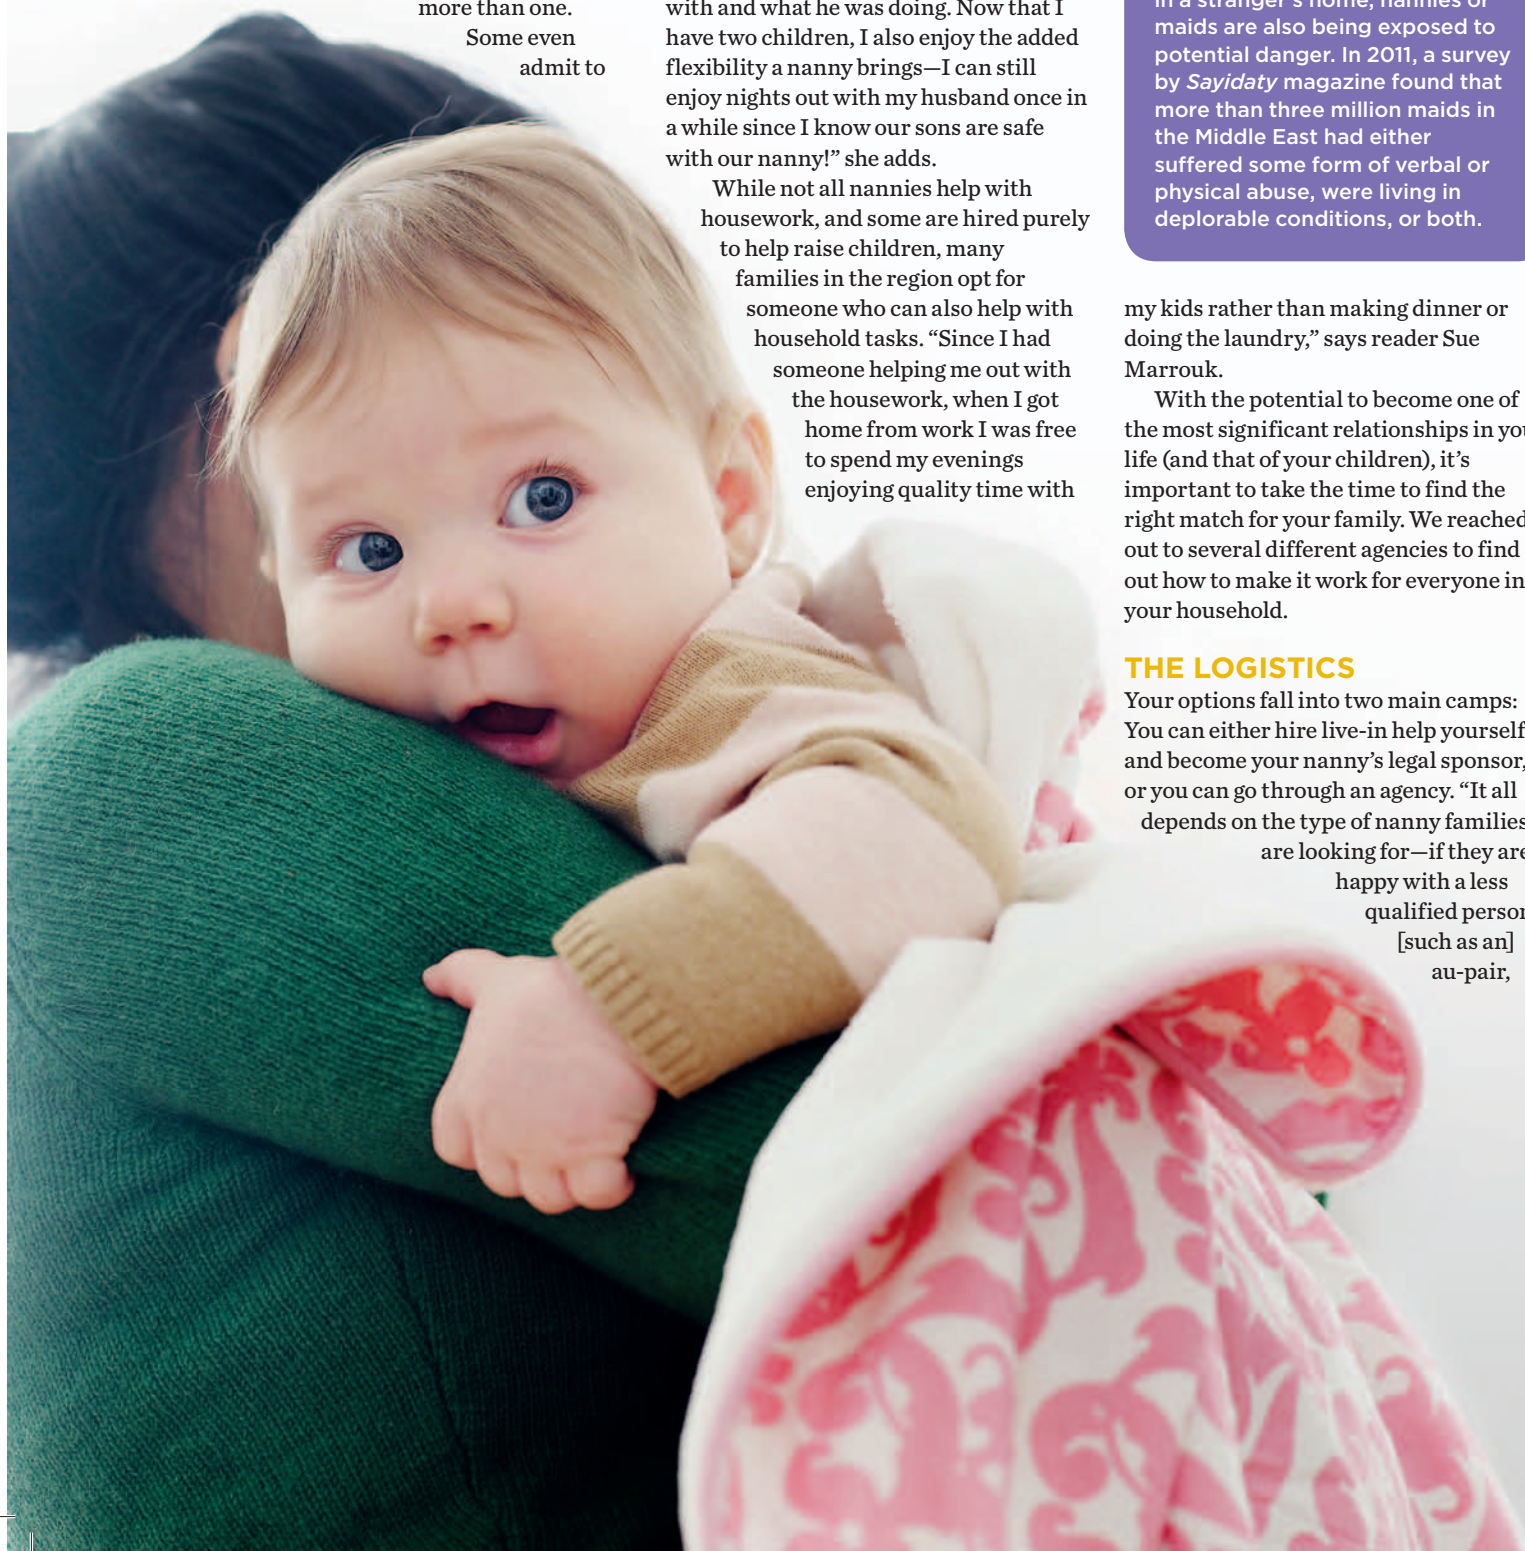 more than one.
Some even
admit to
with and what he was doing. Now that I
have two children, I also enjoy the added
flexibility a nanny brings—I can still
enjoy nights out with my husband once in
a while since I know our sons are safe
with our nanny!” she adds.
While not all nannies help with
housework, and some are hired purely
to help raise children, many
families in the region opt for
someone who can also help with
household tasks. “Since I had
someone helping me out with
the housework, when I got
home from work I was free
to spend my evenings
enjoying quality time with
in a stranger’s home, nannies or
maids are also being exposed to
potential danger. In 2011, a survey
by Sayidaty magazine found that
more than three million maids in
the Middle East had either
suffered some form of verbal or
physical abuse, were living in
deplorable conditions, or both.
my kids rather than making dinner or
doing the laundry,” says reader Sue
Marrouk.
With the potential to become one of
the most significant relationships in you
life (and that of your children), it’s
important to take the time to find the
right match for your family. We reached
out to several different agencies to find
out how to make it work for everyone in
your household.
THE LOGISTICS
Your options fall into two main camps:
You can either hire live-in help yourself
and become your nanny’s legal sponsor,
or you can go through an agency. “It all
depends on the type of nanny families
are looking for—if they are
happy with a less
qualified person
[such as an]
au-pair,